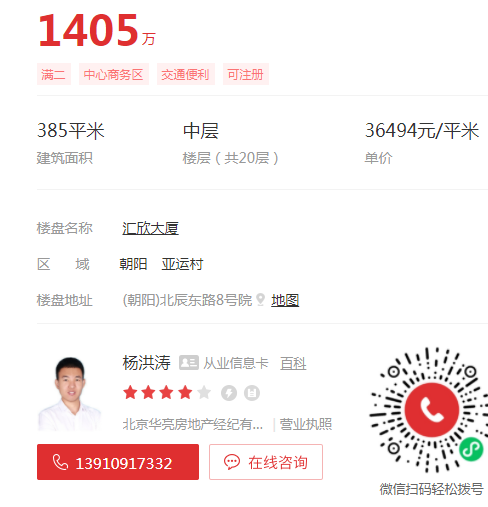 1405万
满二 中心商务区 交通便利 可注册
385平米 中层 36494元/平米
建筑面积 楼层（共20层） 单价
楼盘名称 汇欣大厦
区 域 朝阳 亚运村
楼盘地址 (朝阳)北辰东路8号院 地图
杨洪涛 从业信息卡 百科
北京华亮房地产经纪有... | 营业执照
13910917332 在线咨询
微信扫码轻松拨号